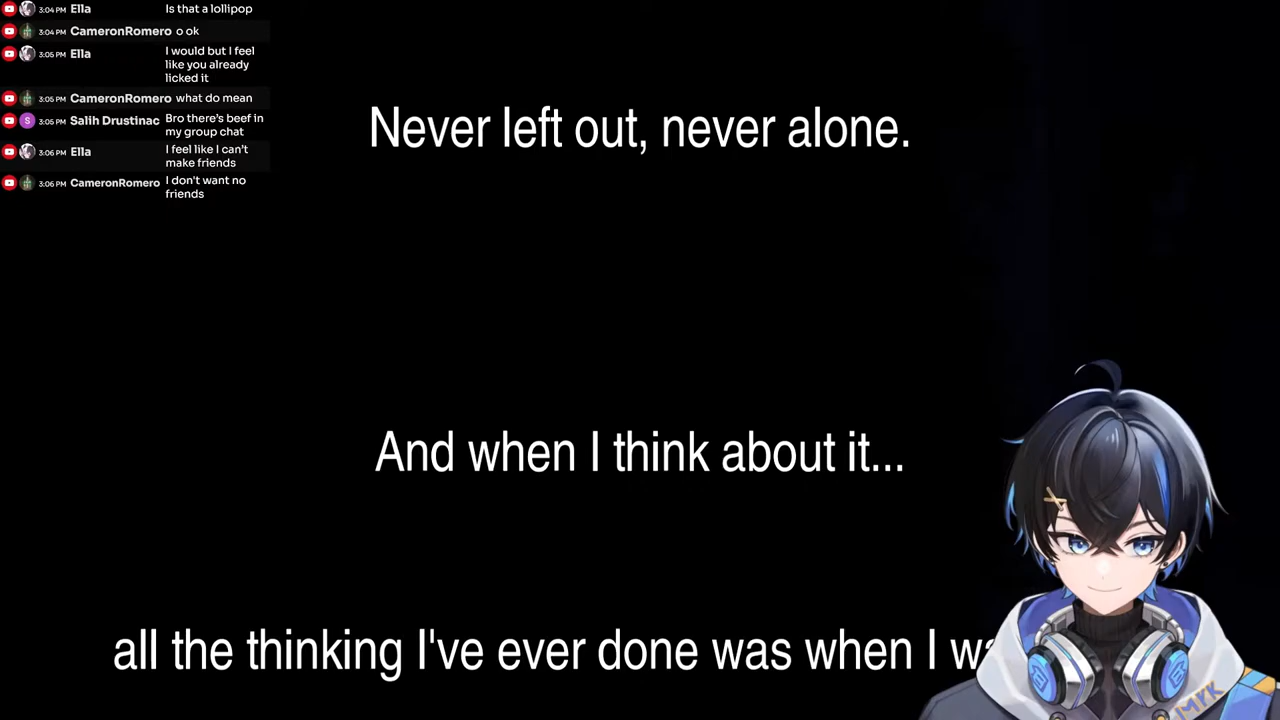 3:04 PM Ella Is that a lollipop
3:04 PM CameronRomero o ok
3:05 PM Ella I would but I feel
like you already
licked it
3:05 PM CameronRomero what do mean
S 3:05 PM Salih Drustinac Bro there's beef in
my group chat
3:06 PM Ella I feel like I can't
make friends
3:06 PM CameronRomero I don't want no
friends
Never left out, never alone.
And when I think about it...
all the thinking I've ever done was when I